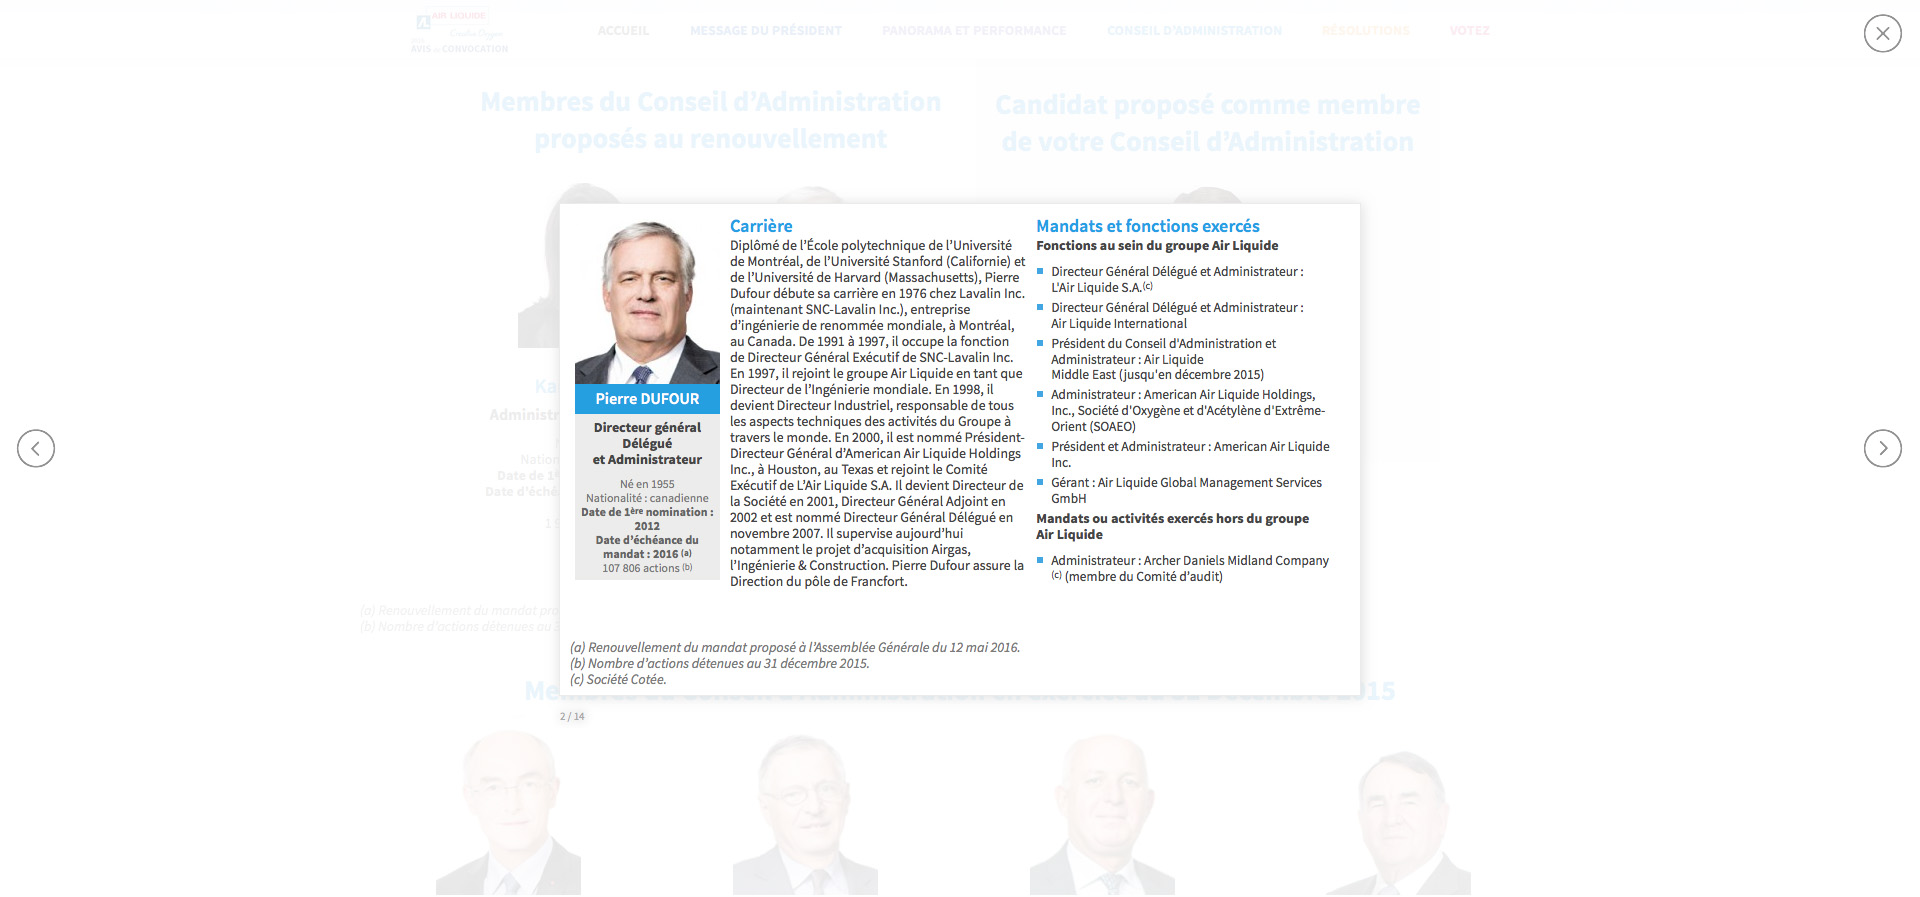 AIR LIQUIDE
AVIS DE CONVOCATION
ACCUEIL
MESSAGE DU PRÉSIDENT
PANORAMA ET PERFORMANCE
CONSEIL D'ADMINISTRATION
RÉSOLUTIONS
VOTEZ
Membres du Conseil d'Administration
proposés au renouvellement
Candidat proposé comme membre
de votre Conseil d'Administration
Pierre DUFOUR
Directeur général
Délégué
et Administrateur
Né en 1955
Nationalité : canadienne
Date de 1ère nomination :
2012
Date d'échéance du
mandat : 2016 (a)
107 806 actions (b)
Carrière
Diplômé de l'École polytechnique de l'Université
de Montréal, de l'Université Stanford (Californie) et
de l'Université de Harvard (Massachusetts), Pierre
Dufour débute sa carrière en 1976 chez Lavalin Inc.
(maintenant SNC-Lavalin Inc.), entreprise
d'ingénierie de renommée mondiale, à Montréal,
au Canada. De 1991 à 1997, il occupe la fonction
de Directeur Général Exécutif de SNC-Lavalin Inc.
En 1997, il rejoint le groupe Air Liquide en tant que
Directeur de l'Ingénierie mondiale. En 1998, il
devient Directeur Industriel, responsable de tous
les aspects techniques des activités du Groupe à
travers le monde. En 2000, il est nommé Président-
Directeur Général d'American Air Liquide Holdings
Inc., à Houston, au Texas et rejoint le Comité
Exécutif de L'Air Liquide S.A. Il devient Directeur de
la Société en 2001, Directeur Général Adjoint en
2002 et est nommé Directeur Général Délégué en
novembre 2007. Il supervise aujourd'hui
notamment le projet d'acquisition Airgas,
l'Ingénierie & Construction. Pierre Dufour assure la
Direction du pôle de Francfort.
Mandats et fonctions exercés
Fonctions au sein du groupe Air Liquide
Directeur Général Délégué et Administrateur :
L'Air Liquide S.A.(c)
Directeur Général Délégué et Administrateur :
Air Liquide International
Président du Conseil d'Administration et
Administrateur : Air Liquide
Middle East (jusqu'en décembre 2015)
Administrateur : American Air Liquide Holdings,
Inc., Société d'Oxygène et d'Acétylène d'Extrême-
Orient (SOAEO)
Président et Administrateur : American Air Liquide
Inc.
Gérant : Air Liquide Global Management Services
GmbH
Mandats ou activités exercés hors du groupe
Air Liquide
Administrateur : Archer Daniels Midland Company
(c) (membre du Comité d'audit)
(a) Renouvellement du mandat proposé à l'Assemblée Générale du 12 mai 2016.
(b) Nombre d'actions détenues au 31 décembre 2015.
(c) Société Cotée.
2 / 14
(a) Renouvellement du mandat
(b) Nombre d'actions détenues au